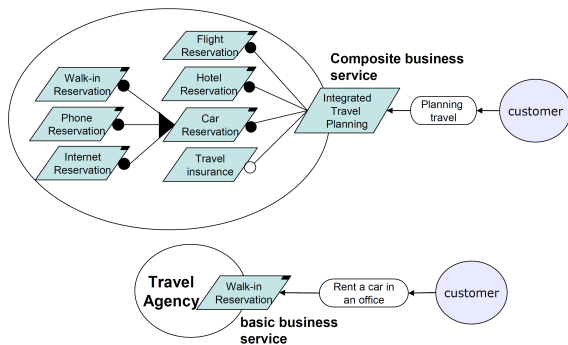 Flight
Reservation
Composite business
service
Walk-in
Reservation
Hotel
Reservation
Integrated
Travel
Planning
Planning
travel
customer
Phone
Reservation
Car
Reservation
Internet
Reservation
Travel
insurance
Travel
Agency
Walk-in
Reservation
Rent a car in
an office
customer
basic business
service